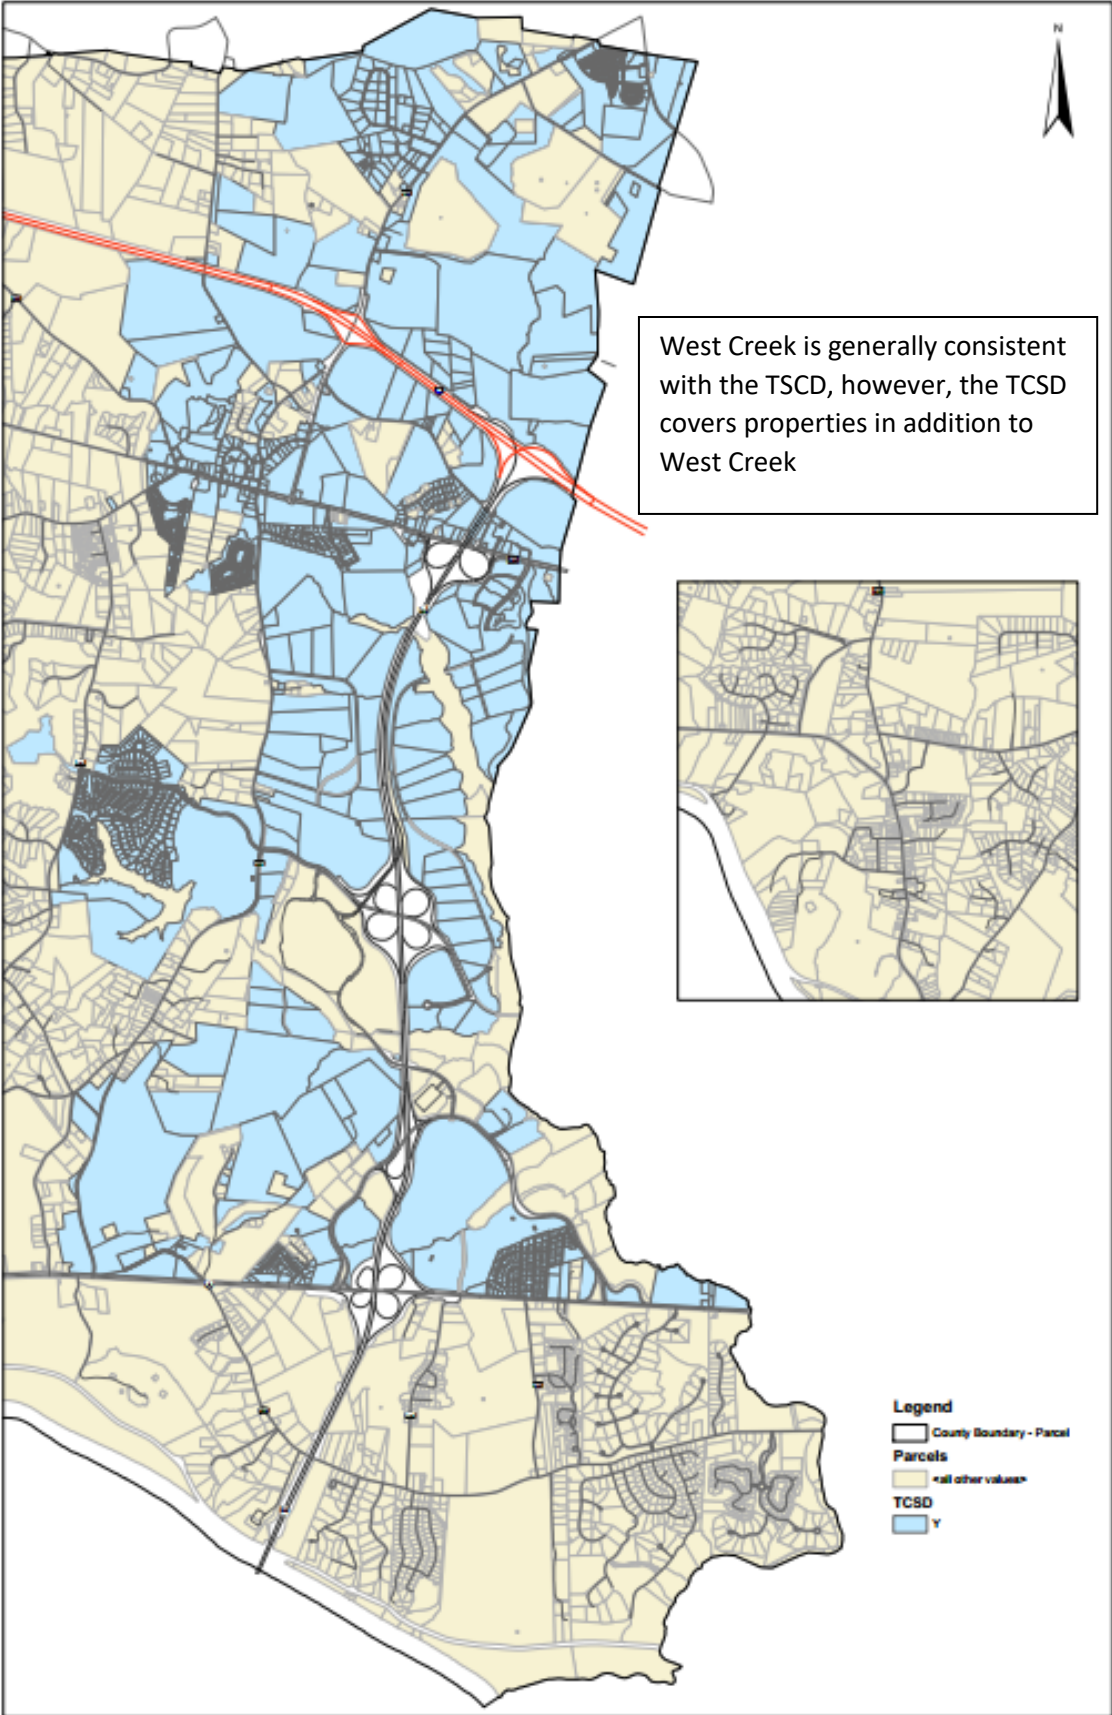 N
West Creek is generally consistent
with the TSCD, however, the TCSD
covers properties in addition to
West Creek
Legend
County Boundary - Parcel
Parcels
<all other values>
TCSD
Y